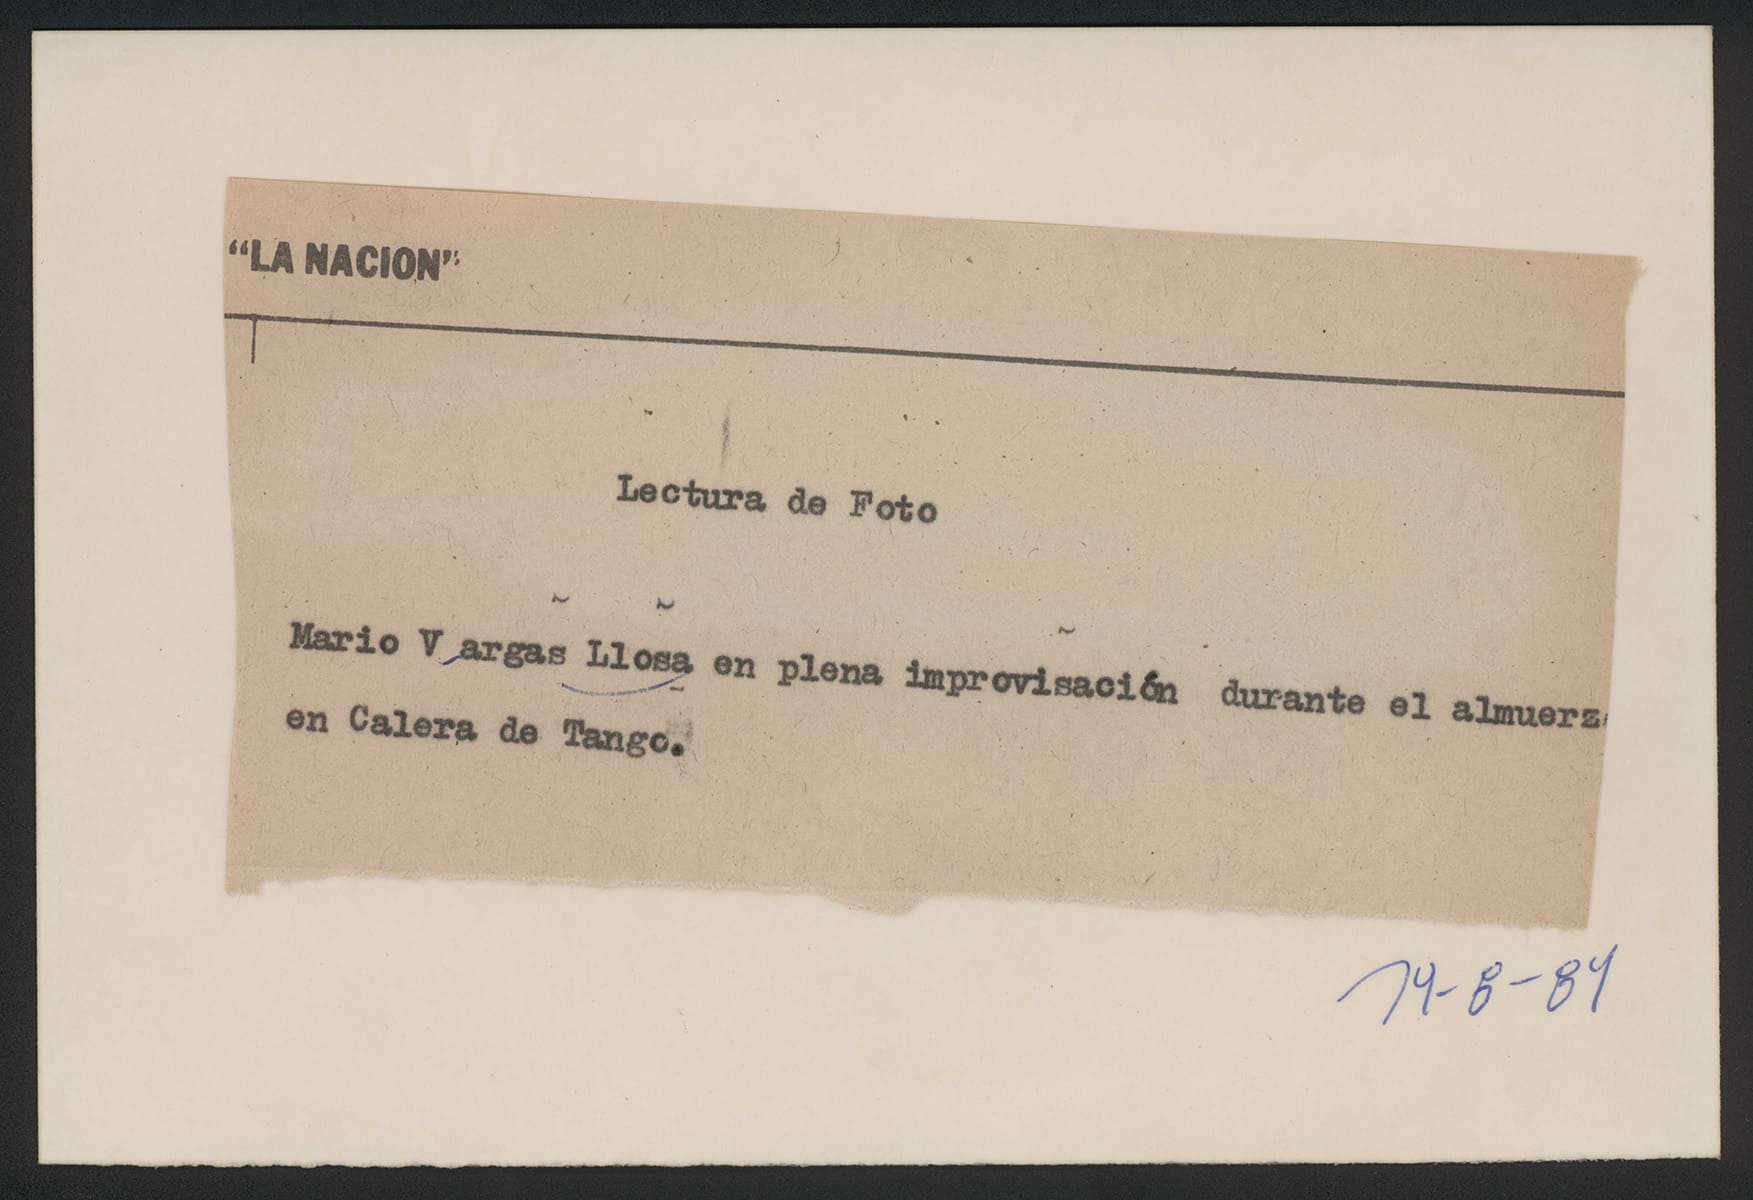 “LA NACION”
Lectura de Foto
Mario V argas Llosa en plena improvisación durante el almuerz
en Calera de Tango.
14-8-84